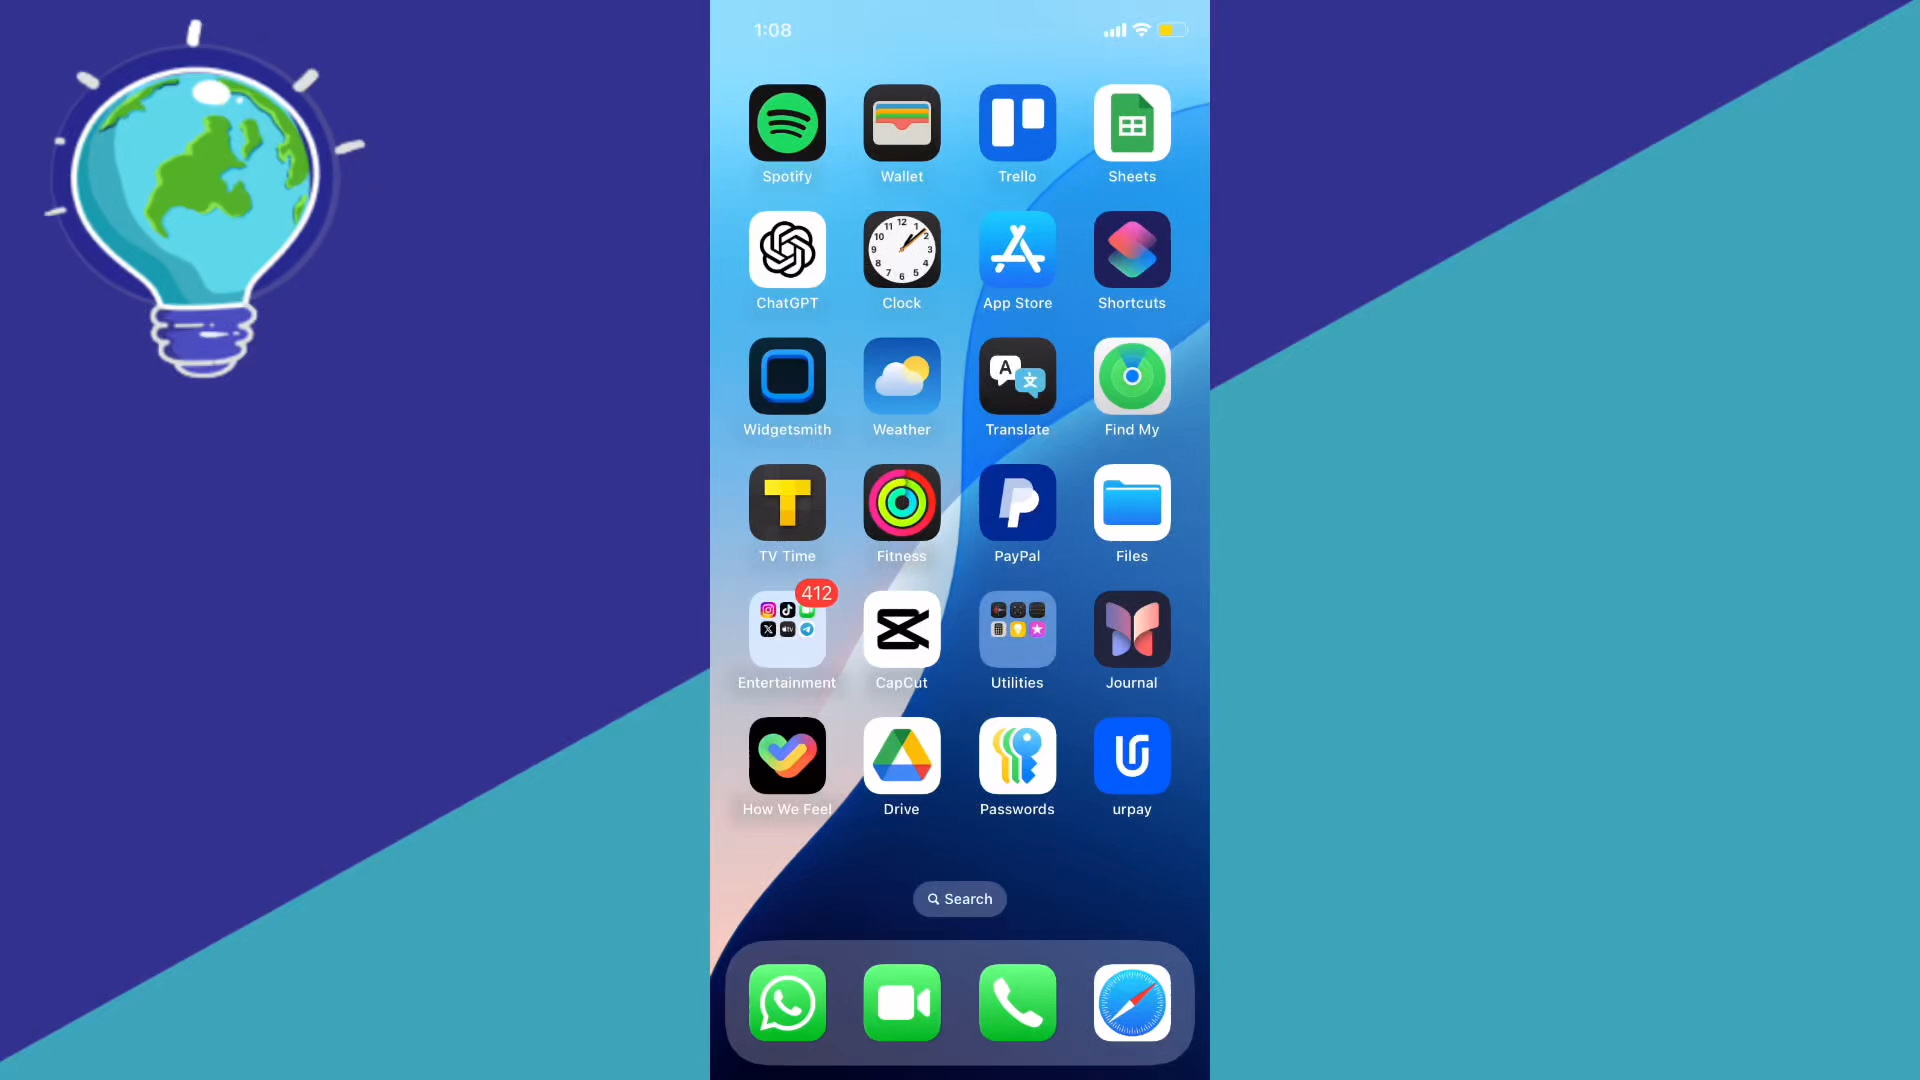 1:08
Spotify Wallet Trello Sheets
ChatGPT Clock App Store Shortcuts
Widgetsmith Weather Translate Find My
TV Time Fitness PayPal Files
412
Entertainment CapCut Utilities Journal
How We Feel Drive Passwords urpay
Search